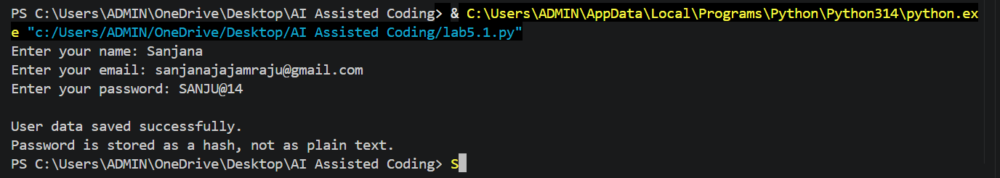 PS C:\Users\ADMIN\OneDrive\Desktop\AI Assisted Coding> & C:\Users\ADMIN\AppData\Local\Programs\Python\Python314\python.ex
e "c:/Users/ADMIN/OneDrive/Desktop/AI Assisted Coding/lab5.1.py"
Enter your name: Sanjana
Enter your email: sanjanajajamraju@gmail.com
Enter your password: SANJU@14
User data saved successfully.
Password is stored as a hash, not as plain text.
PS C:\Users\ADMIN\OneDrive\Desktop\AI Assisted Coding> S